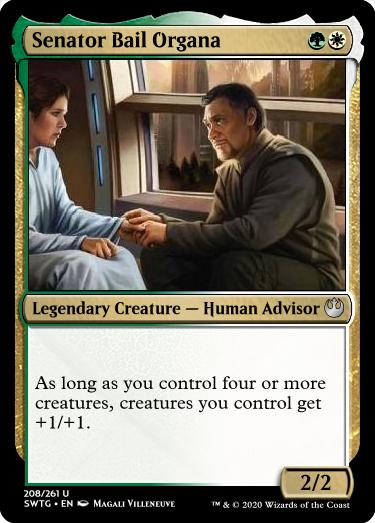 Senator Bail Organa
Legendary Creature — Human Advisor
As long as you control four or more
creatures, creatures you control get
+1/+1.
2/2
208/261 U
SWTG • EN Magali Villeneuve
™ & © 2020 Wizards of the Coast